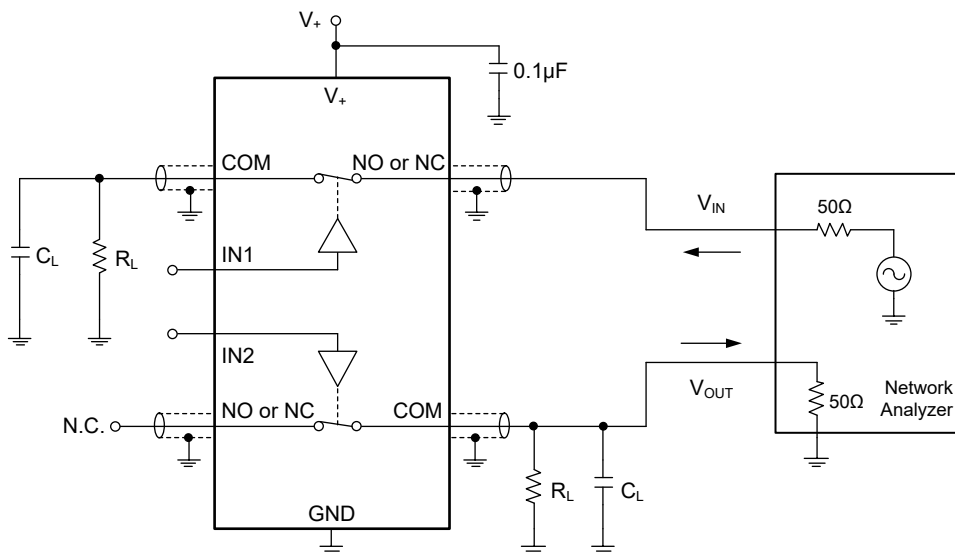 V+
0.1µF
V+
COM
NO or NC
VIN
50Ω
CL
RL
IN1
IN2
VOUT
NO or NC
COM
50Ω
Network
Analyzer
N.C.
RL
CL
GND